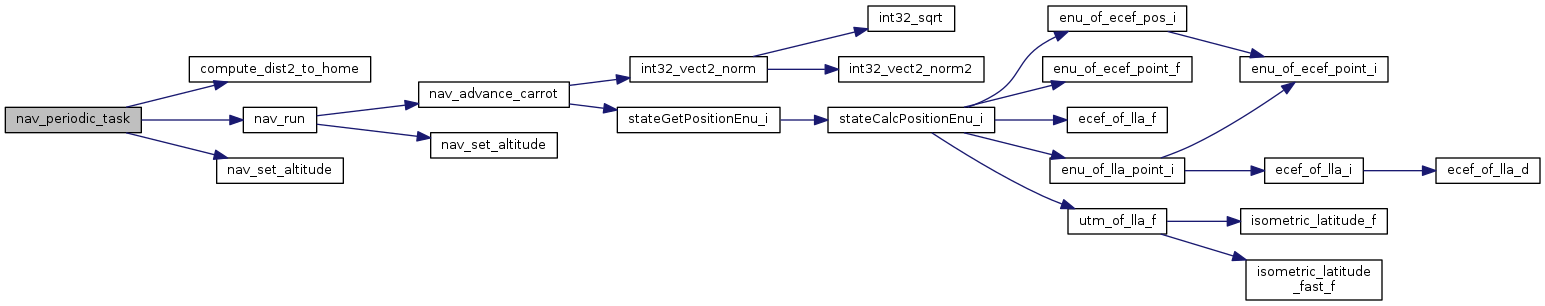 nav_periodic_task
compute_dist2_to_home
nav_run
nav_set_altitude
nav_advance_carrot
nav_set_altitude
int32_vect2_norm
stateGetPositionEnu_i
int32_sqrt
int32_vect2_norm2
stateCalcPositionEnu_i
enu_of_ecef_pos_i
enu_of_ecef_point_f
ecef_of_lla_f
enu_of_lla_point_i
utm_of_lla_f
enu_of_ecef_point_i
ecef_of_lla_i
isometric_latitude_f
isometric_latitude
_fast_f
ecef_of_lla_d